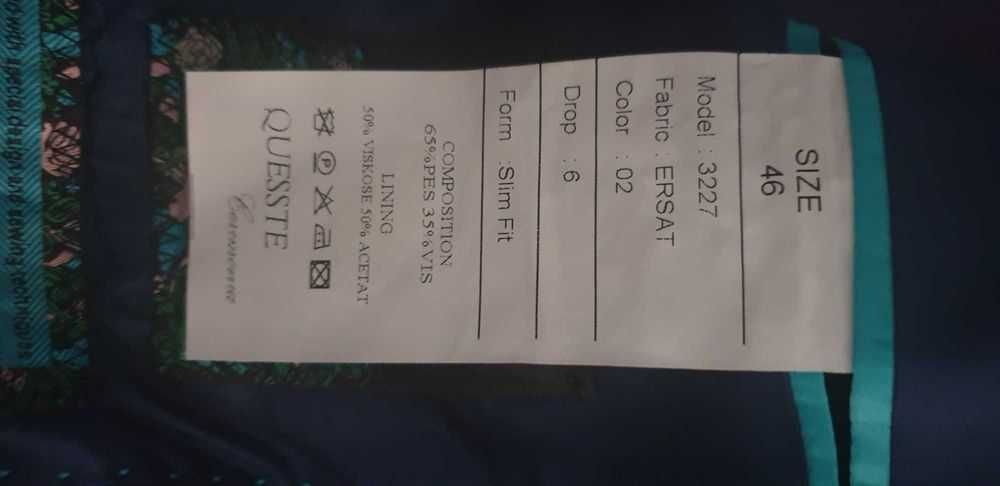 SIZE
46
Model : 3227
Fabric : ERSAT
Color : 02
Drop : 6
Form :Slim Fit
COMPOSITION
65%PES 35%VIS
LINING
50% VISKOSE 50% ACETAT
P
QUESSTE